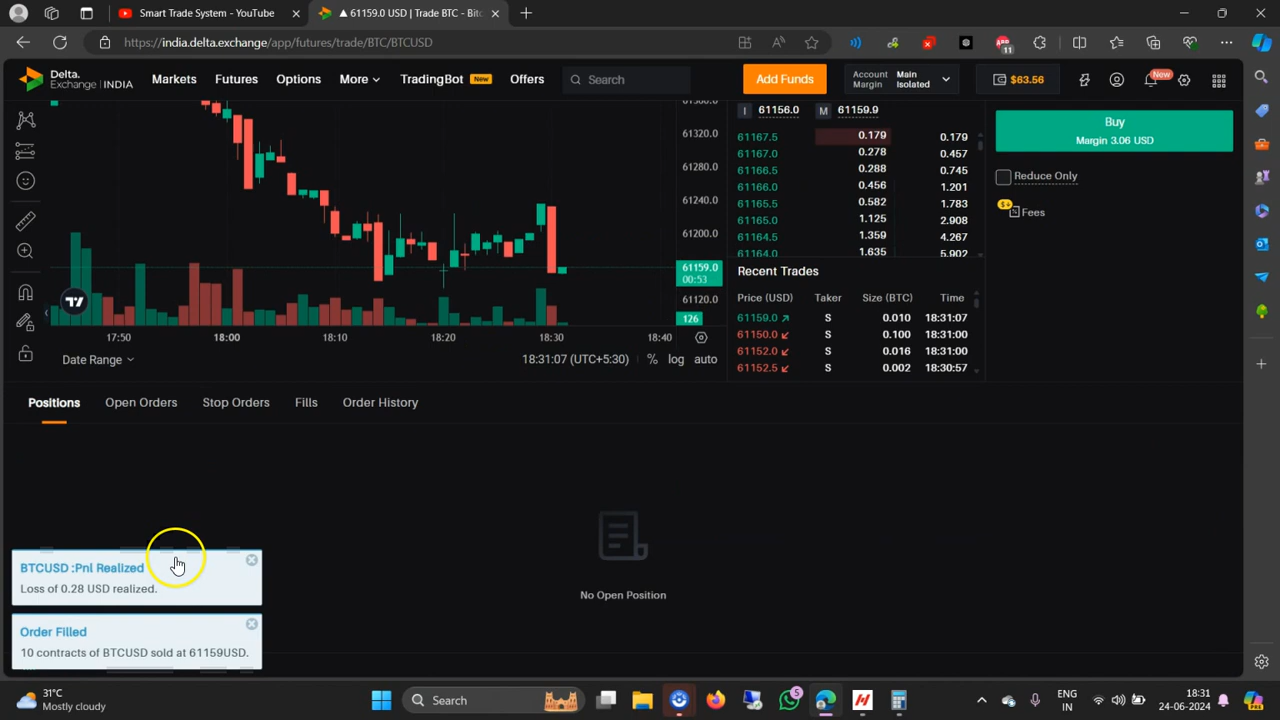 Smart Trade System - YouTube
▲ 61159.0 USD | Trade BTC - Bitc
https://india.delta.exchange/app/futures/trade/BTC/BTCUSD
11
Delta.
Exchange INDIA
Markets
Futures
Options
More
TradingBot New
Offers
Search
Add Funds
Account Main
Margin Isolated
$63.56
New
61320.0
61280.0
61240.0
61200.0
61159.0
00:53
61120.0
126
17:50
18:00
18:10
18:20
18:30
18:40
Date Range
18:31:07 (UTC+5:30)
%
log
auto
I 61156.0 M 61159.9
61167.5 0.179 0.179
61167.0 0.278 0.457
61166.5 0.288 0.745
61166.0 0.456 1.201
61165.5 0.582 1.783
61165.0 1.125 2.908
61164.5 1.359 4.267
61164.0 1.635 5.902
Recent Trades
Price (USD) Taker Size (BTC) Time
61159.0 S 0.010 18:31:07
61150.0 S 0.100 18:31:00
61152.0 S 0.016 18:31:00
61152.5 S 0.002 18:30:57
Buy
Margin 3.06 USD
Reduce Only
Fees
Positions
Open Orders
Stop Orders
Fills
Order History
No Open Position
BTCUSD :Pnl Realized
Loss of 0.28 USD realized.
Order Filled
10 contracts of BTCUSD sold at 61159USD.
31°C
Mostly cloudy
Search
5
ENG
IN
18:31
24-06-2024